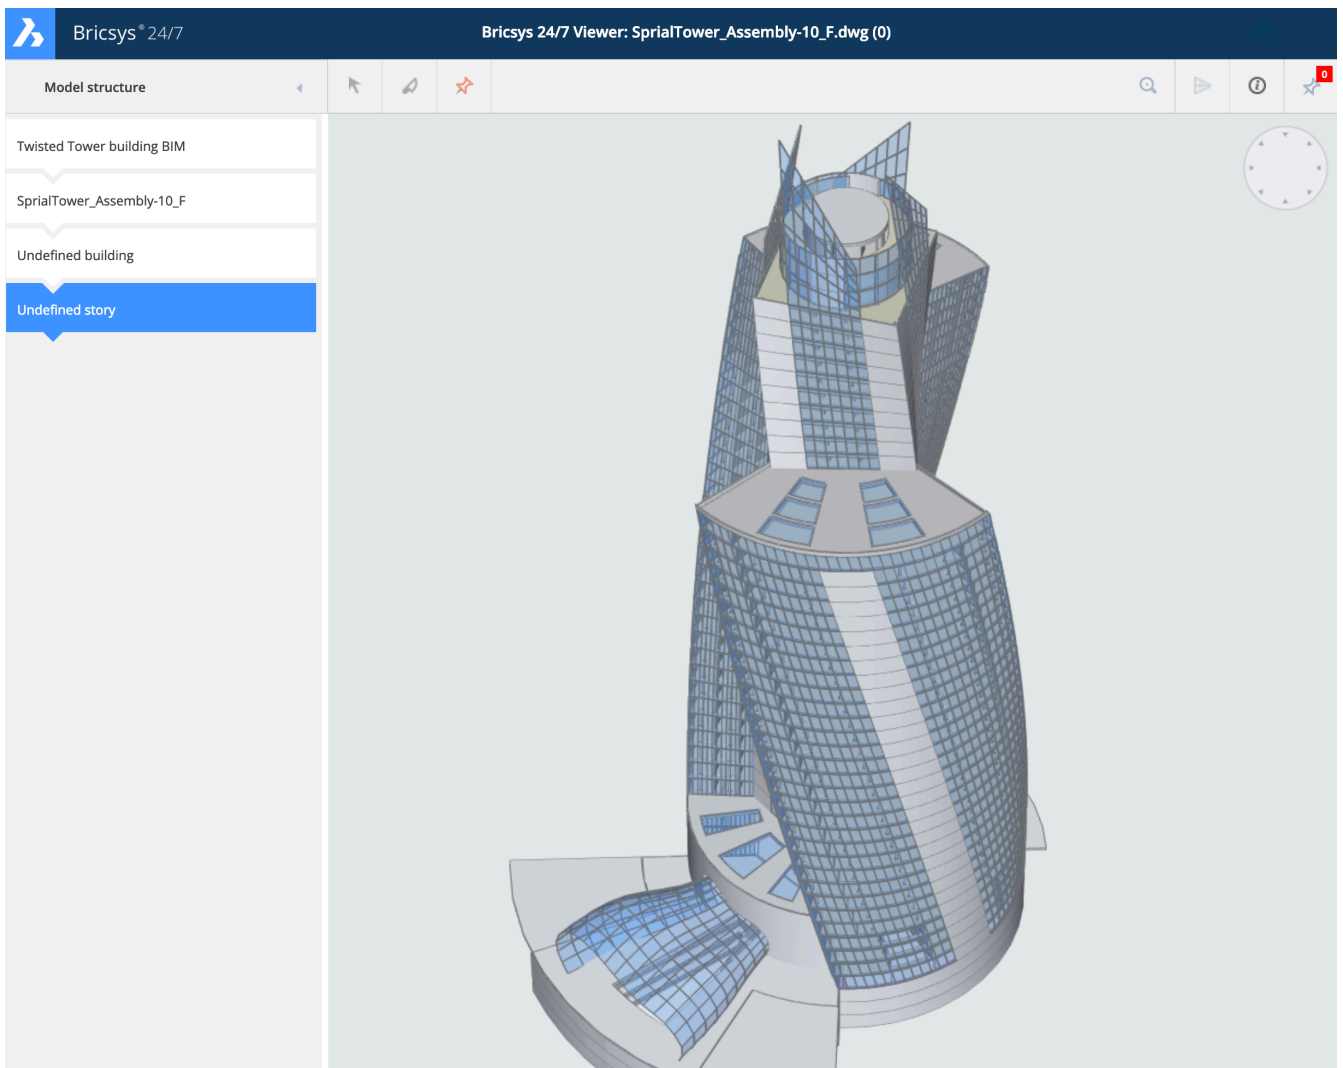 Bricsys® 24/7
Bricsys 24/7 Viewer: SprialTower_Assembly-10_F.dwg (0)
Model structure
0
Twisted Tower building BIM
SprialTower_Assembly-10_F
Undefined building
Undefined story